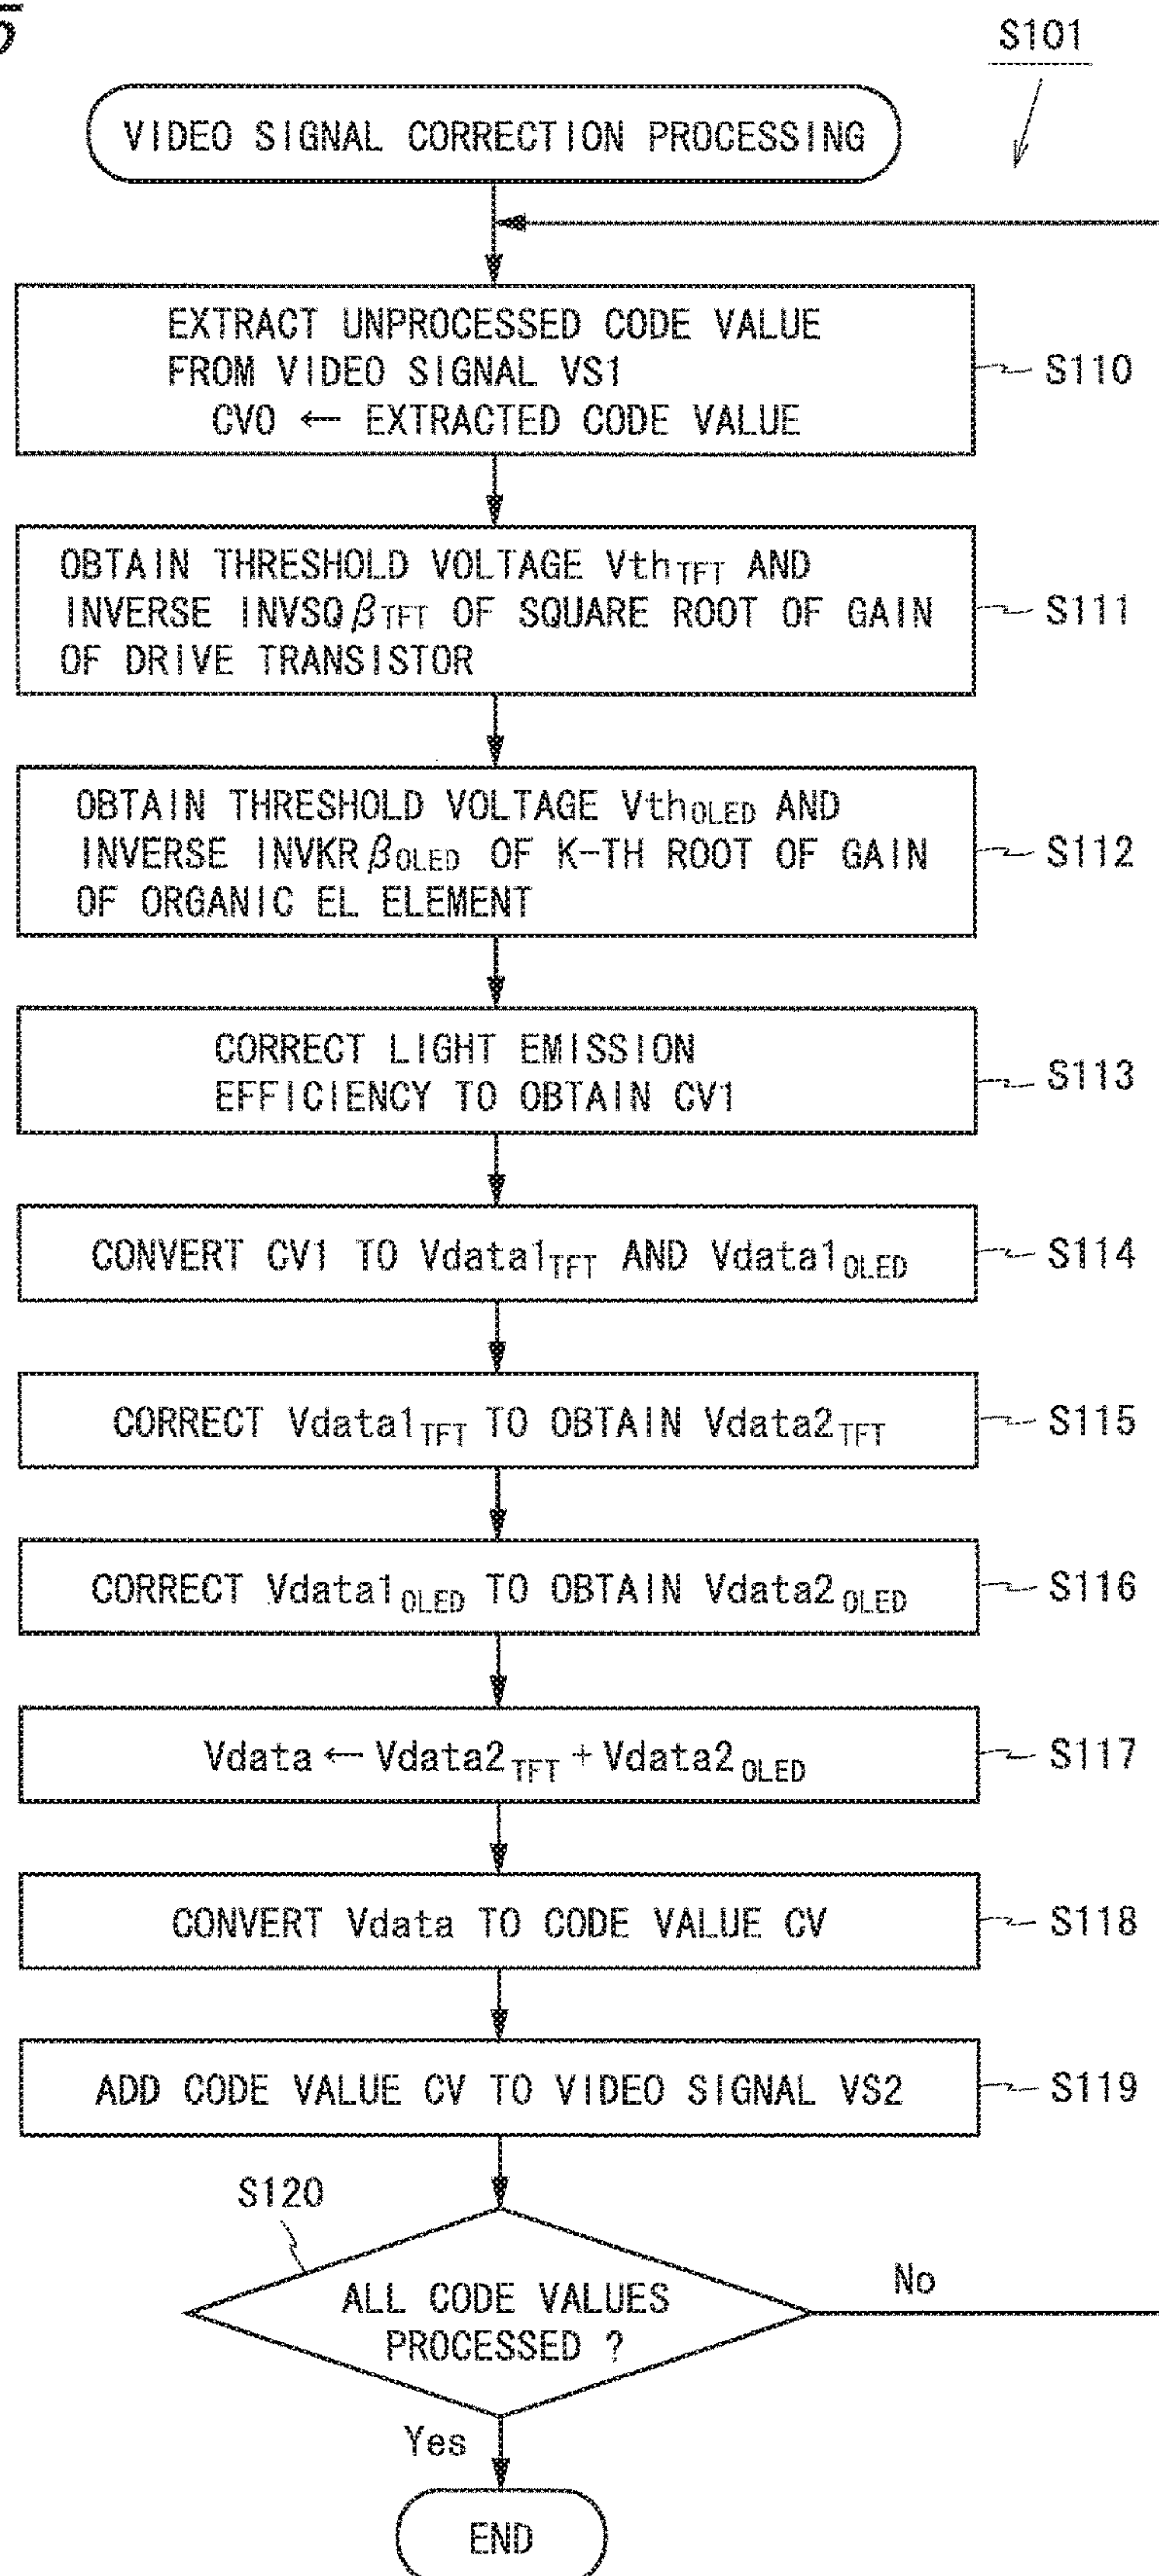 S101
VIDEO SIGNAL CORRECTION PROCESSING
EXTRACT UNPROCESSED CODE VALUE
FROM VIDEO SIGNAL VS1
CV0 ← EXTRACTED CODE VALUE
S110
OBTAIN THRESHOLD VOLTAGE VthTFT AND
INVERSE INVSQβTFT OF SQUARE ROOT OF GAIN
OF DRIVE TRANSISTOR
S111
OBTAIN THRESHOLD VOLTAGE VthOLED AND
INVERSE INVKRβOLED OF K-TH ROOT OF GAIN
OF ORGANIC EL ELEMENT
S112
CORRECT LIGHT EMISSION
EFFICIENCY TO OBTAIN CV1
S113
CONVERT CV1 TO Vdata1TFT AND Vdata1OLED
S114
CORRECT Vdata1TFT TO OBTAIN Vdata2TFT
S115
CORRECT Vdata1OLED TO OBTAIN Vdata2OLED
S116
Vdata ← Vdata2TFT + Vdata2OLED
S117
CONVERT Vdata TO CODE VALUE CV
S118
ADD CODE VALUE CV TO VIDEO SIGNAL VS2
S119
S120
ALL CODE VALUES
PROCESSED ?
No
Yes
END